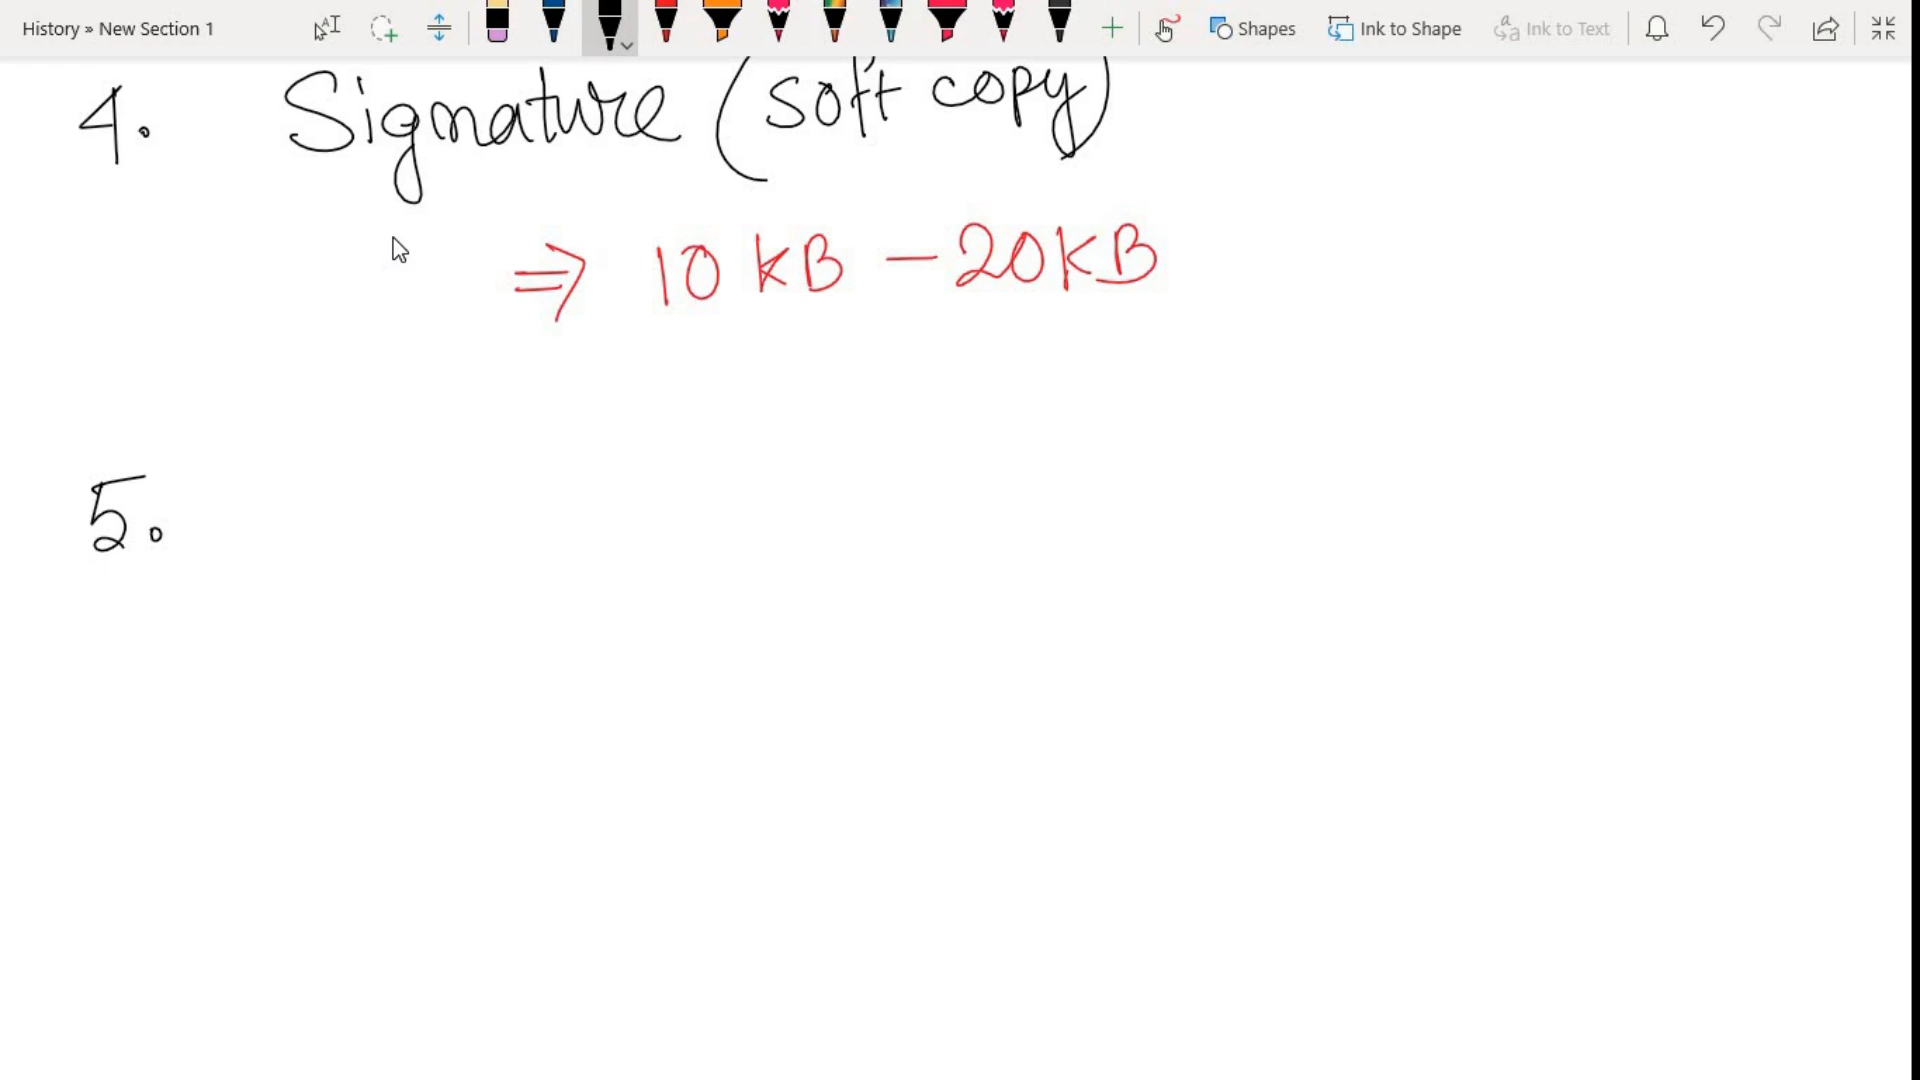 History » New Section 1 Shapes Ink to Shape Ink to Text
4. Signature (soft copy)
⇒ 10 KB - 20 KB
5.